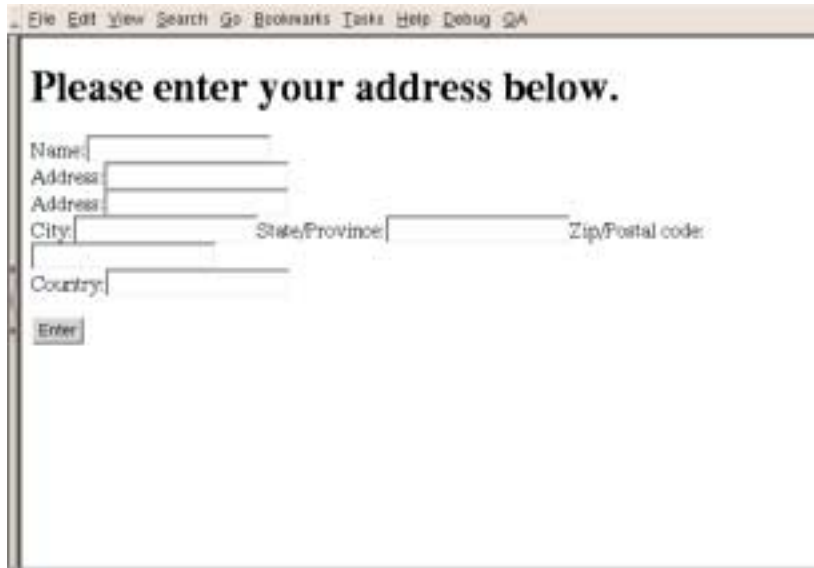 File Edit View Search Go Bookmarks Tasks Help Debug QA
Please enter your address below.
Name:
Address:
Address:
City: State/Province: Zip/Postal code:
Country:
Enter